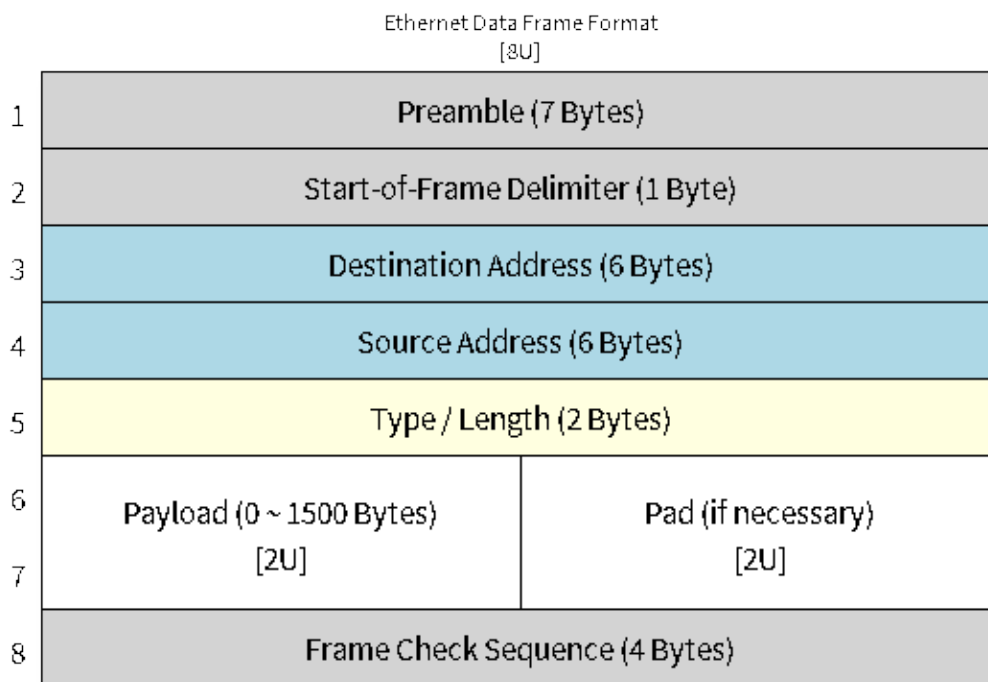 Ethernet Data Frame Format
[8U]
1
Preamble (7 Bytes)
2
Start-of-Frame Delimiter (1 Byte)
3
Destination Address (6 Bytes)
4
Source Address (6 Bytes)
5
Type / Length (2 Bytes)
6
Payload (0 ~ 1500 Bytes)
[2U]
Pad (if necessary)
[2U]
7
8
Frame Check Sequence (4 Bytes)